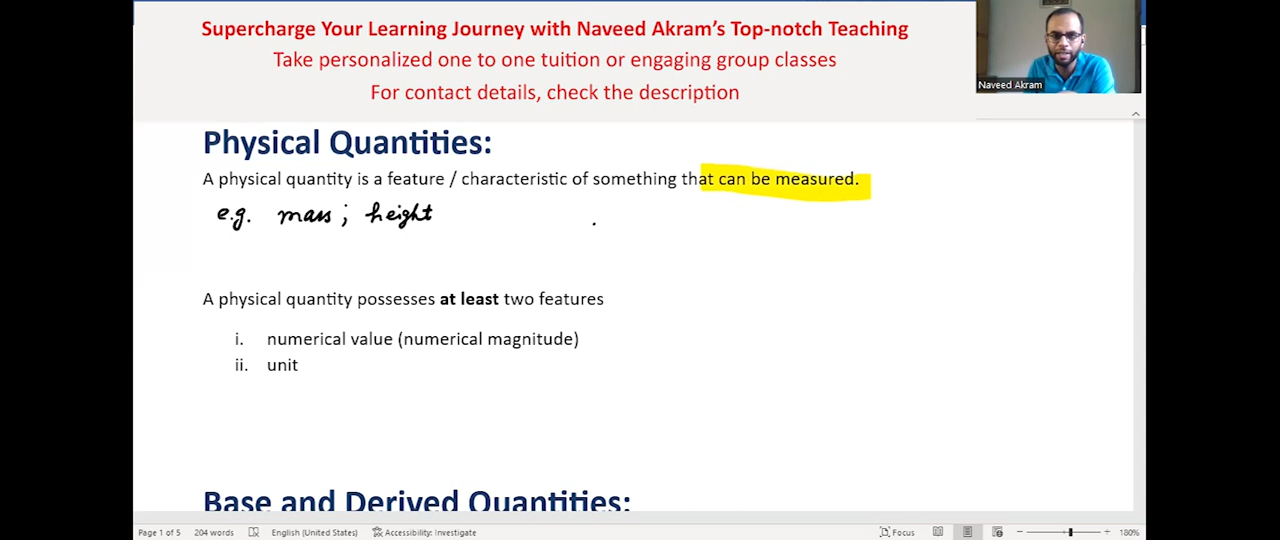 Supercharge Your Learning Journey with Naveed Akram's Top-notch Teaching
Take personalized one to one tuition or engaging group classes
For contact details, check the description
Naveed Akram
Physical Quantities:
A physical quantity is a feature / characteristic of something that can be measured.
e.g. mass ; height
A physical quantity possesses at least two features
i. numerical value (numerical magnitude)
ii. unit
Base and Derived Quantities:
Page 1 of 5 204 words English (United States) Accessibility: Investigate Focus 180%